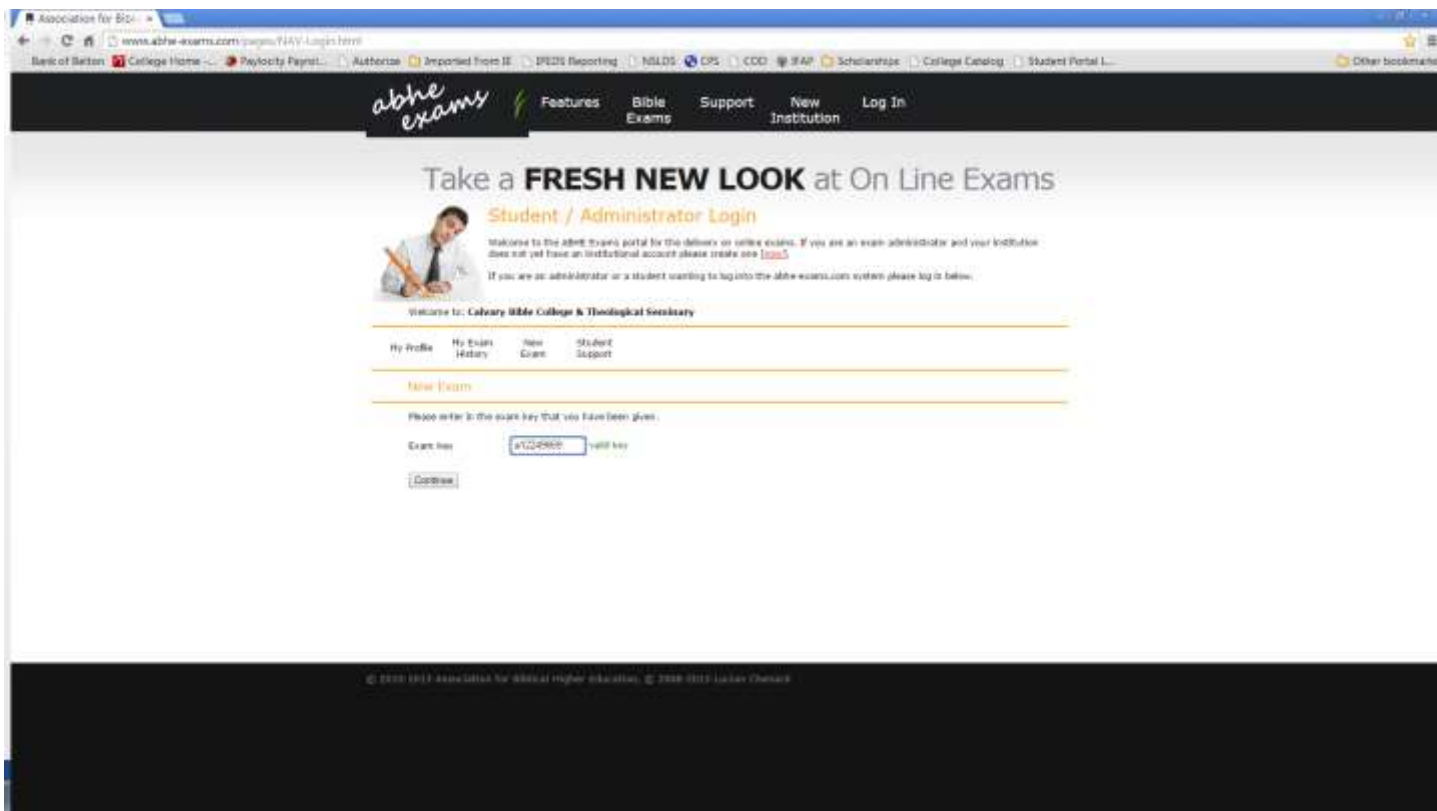 Association for Bibl
www.abhe-exams.com/pages/NAV-Login.html
Bank of Belton College Home -... Paylocity Payrol... Authorize Imported From IE IPEDS Reporting NSLDS CPS COD IFAP Scholarships College Catalog Student Portal L... Other bookmarks
abhe exams
Features Bible Exams Support New Institution Log In
Take a FRESH NEW LOOK at On Line Exams
Student / Administrator Login
Welcome to the ABHE Exams portal for the delivery on online exams. If you are an exam administrator and your institution
does not yet have an institutional account please create one
If you are an administrator or a student wanting to log into the abhe-exams.com system please log in below.
Welcome to: Calvary Bible College & Theological Seminary
My Profile My Exam History New Exam Student Support
New Exam
Please enter in the exam key that you have been given.
Exam key valid key
Continue
Association for Biblical Higher Education, ©